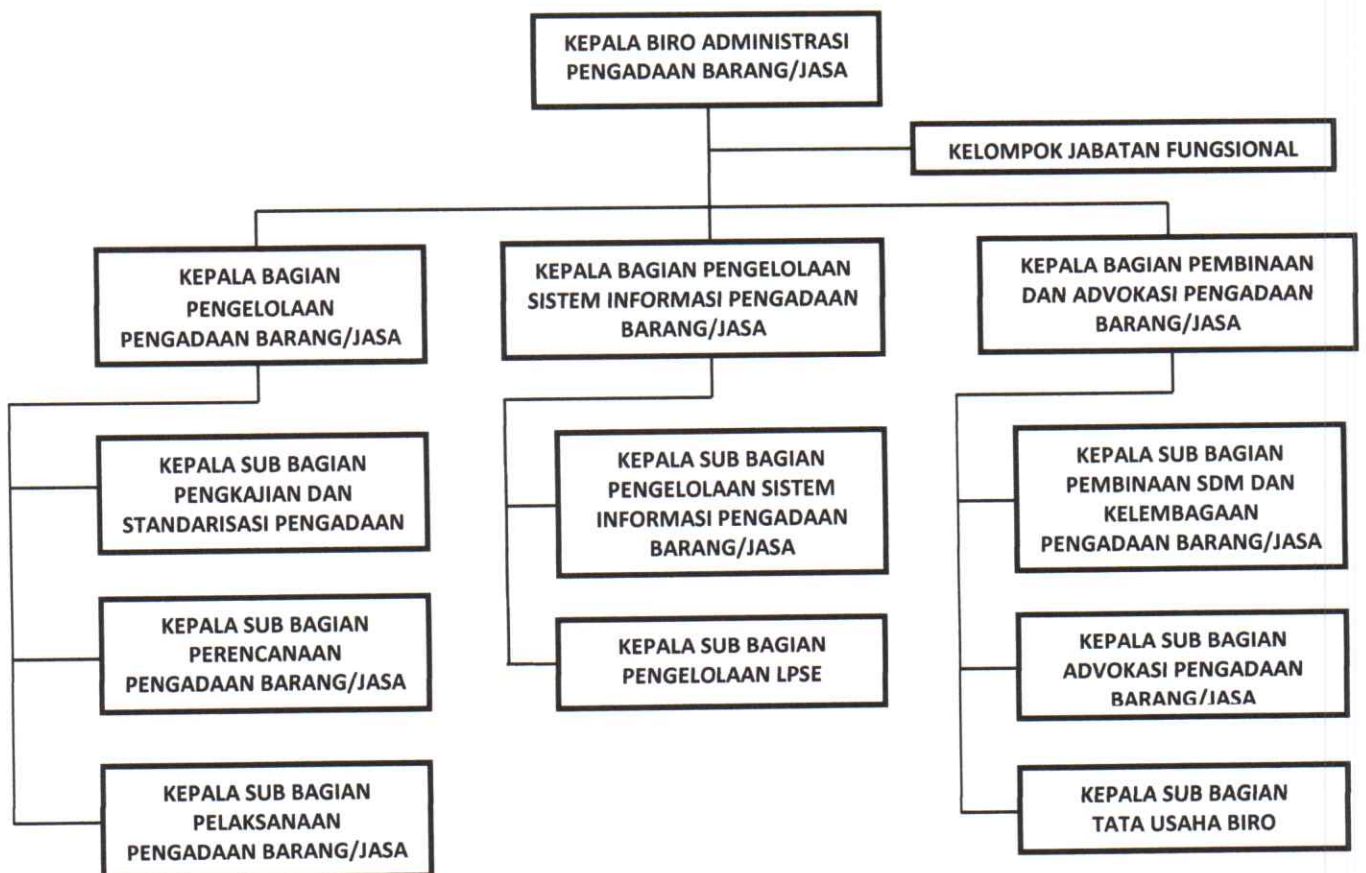 KEPALA BIRO ADMINISTRASI
PENGADAAN BARANG/JASA
KELOMPOK JABATAN FUNGSIONAL
KEPALA BAGIAN
PENGELOLAAN
PENGADAAN BARANG/JASA
KEPALA BAGIAN PENGELOLAAN
SISTEM INFORMASI PENGADAAN
BARANG/JASA
KEPALA BAGIAN PEMBINAAN
DAN ADVOKASI PENGADAAN
BARANG/JASA
KEPALA SUB BAGIAN
PENGKAJIAN DAN
STANDARISASI PENGADAAN
KEPALA SUB BAGIAN
PERENCANAAN
PENGADAAN BARANG/JASA
KEPALA SUB BAGIAN
PELAKSANAAN
PENGADAAN BARANG/JASA
KEPALA SUB BAGIAN
PENGELOLAAN SISTEM
INFORMASI PENGADAAN
BARANG/JASA
KEPALA SUB BAGIAN
PENGELOLAAN LPSE
KEPALA SUB BAGIAN
PEMBINAAN SDM DAN
KELEMBAGAAN
PENGADAAN BARANG/JASA
KEPALA SUB BAGIAN
ADVOKASI PENGADAAN
BARANG/JASA
KEPALA SUB BAGIAN
TATA USAHA BIRO